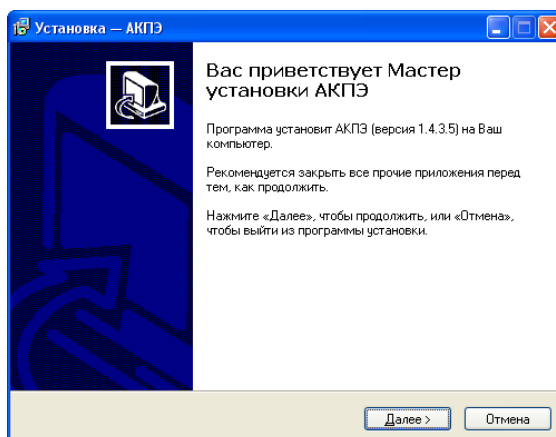 Установка — АКПЭ
Вас приветствует Мастер
установки АКПЭ
Программа установит АКПЭ (версия 1.4.3.5) на Ваш
компьютер.
Рекомендуется закрыть все прочие приложения перед
тем, как продолжить.
Нажмите «Далее», чтобы продолжить, или «Отмена»,
чтобы выйти из программы установки.
Далее > Отмена